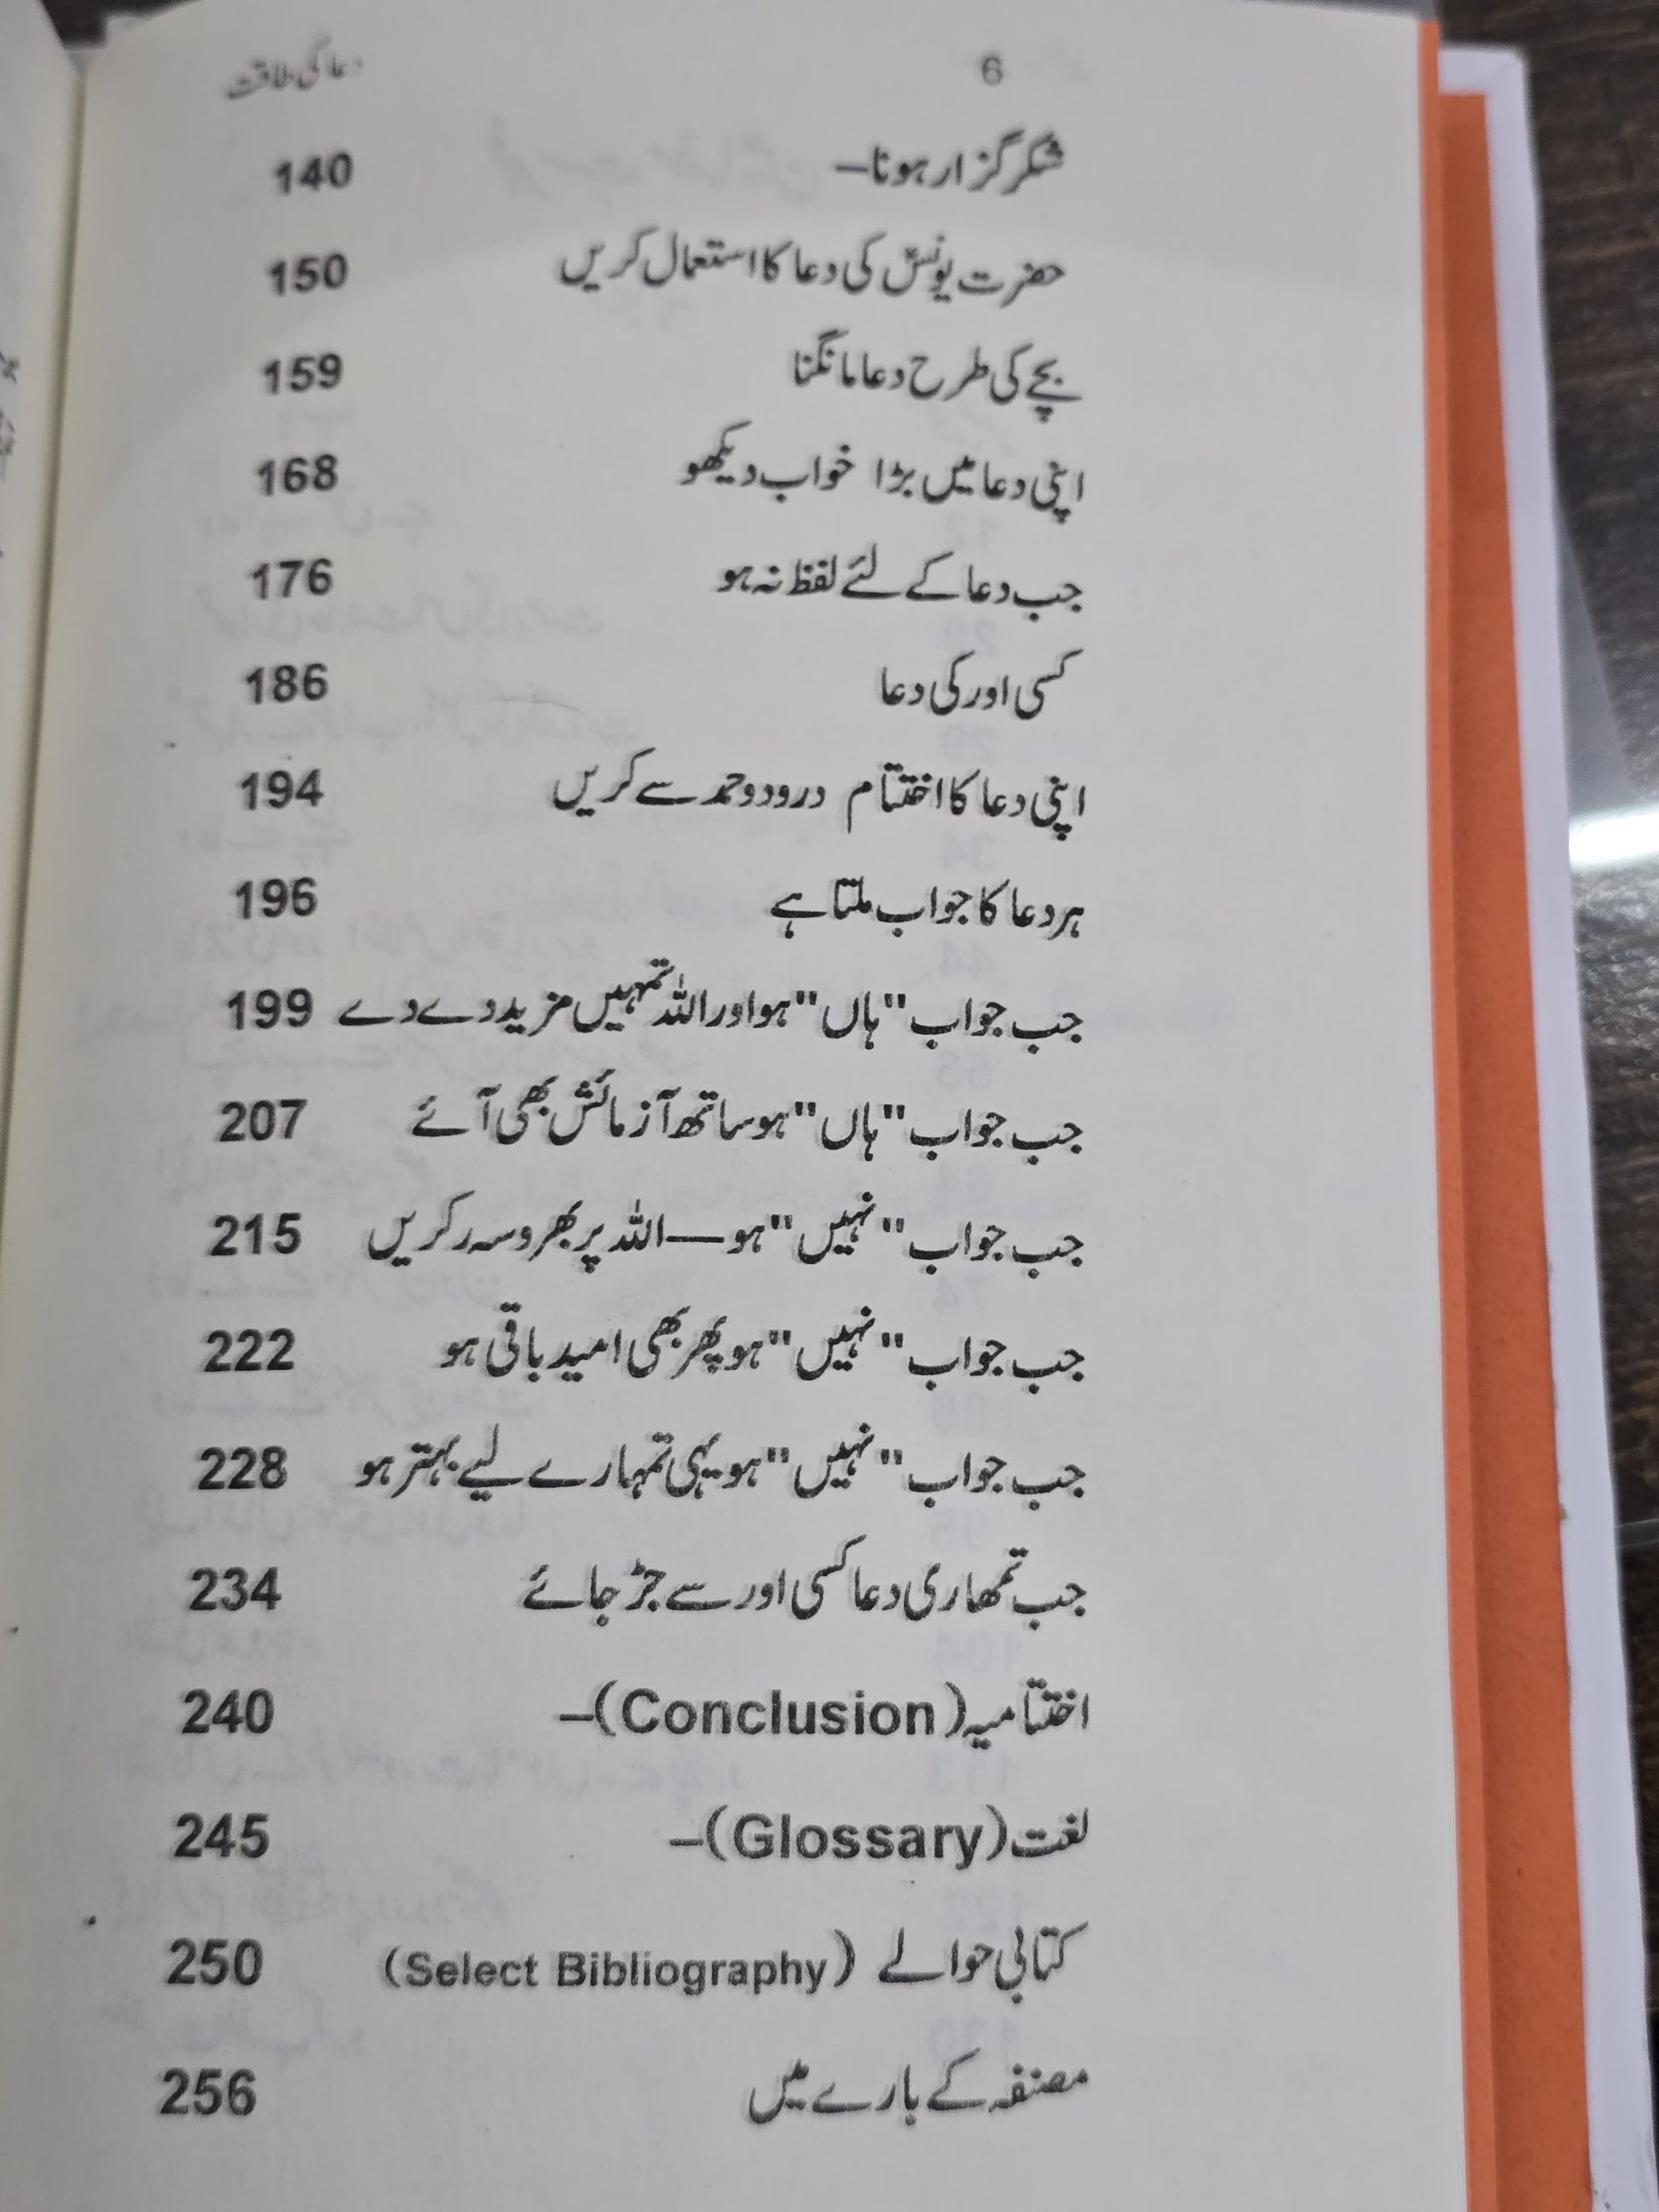 6 دعا کی طاقت
شکر گزار ہونا– 140
حضرت یونسؑ کی دعا کا استعمال کریں 150
بچے کی طرح دعا مانگنا 159
اپنی دعا میں بڑا خواب دیکھو 168
جب دعا کے لئے لفظ نہ ہو 176
کسی اور کی دعا 186
اپنی دعا کا اختتام درود و حمد سے کریں 194
ہر دعا کا جواب ملتا ہے 196
جب جواب "ہاں" ہو اور اللہ تمہیں مزید دے دے 199
جب جواب "ہاں" ہو ساتھ آزمائش بھی آئے 207
جب جواب "نہیں" ہو—اللہ پر بھروسہ رکریں 215
جب جواب "نہیں" ہو پھر بھی امید باقی ہو 222
جب جواب "نہیں" ہو یہی تمہارے لیے بہتر ہو 228
جب تمھاری دعا کسی اور سے جڑ جائے 234
اختتامیہ (Conclusion)– 240
لغت (Glossary)– 245
کتابی حوالے (Select Bibliography) 250
مصنفہ کے بارے میں 256